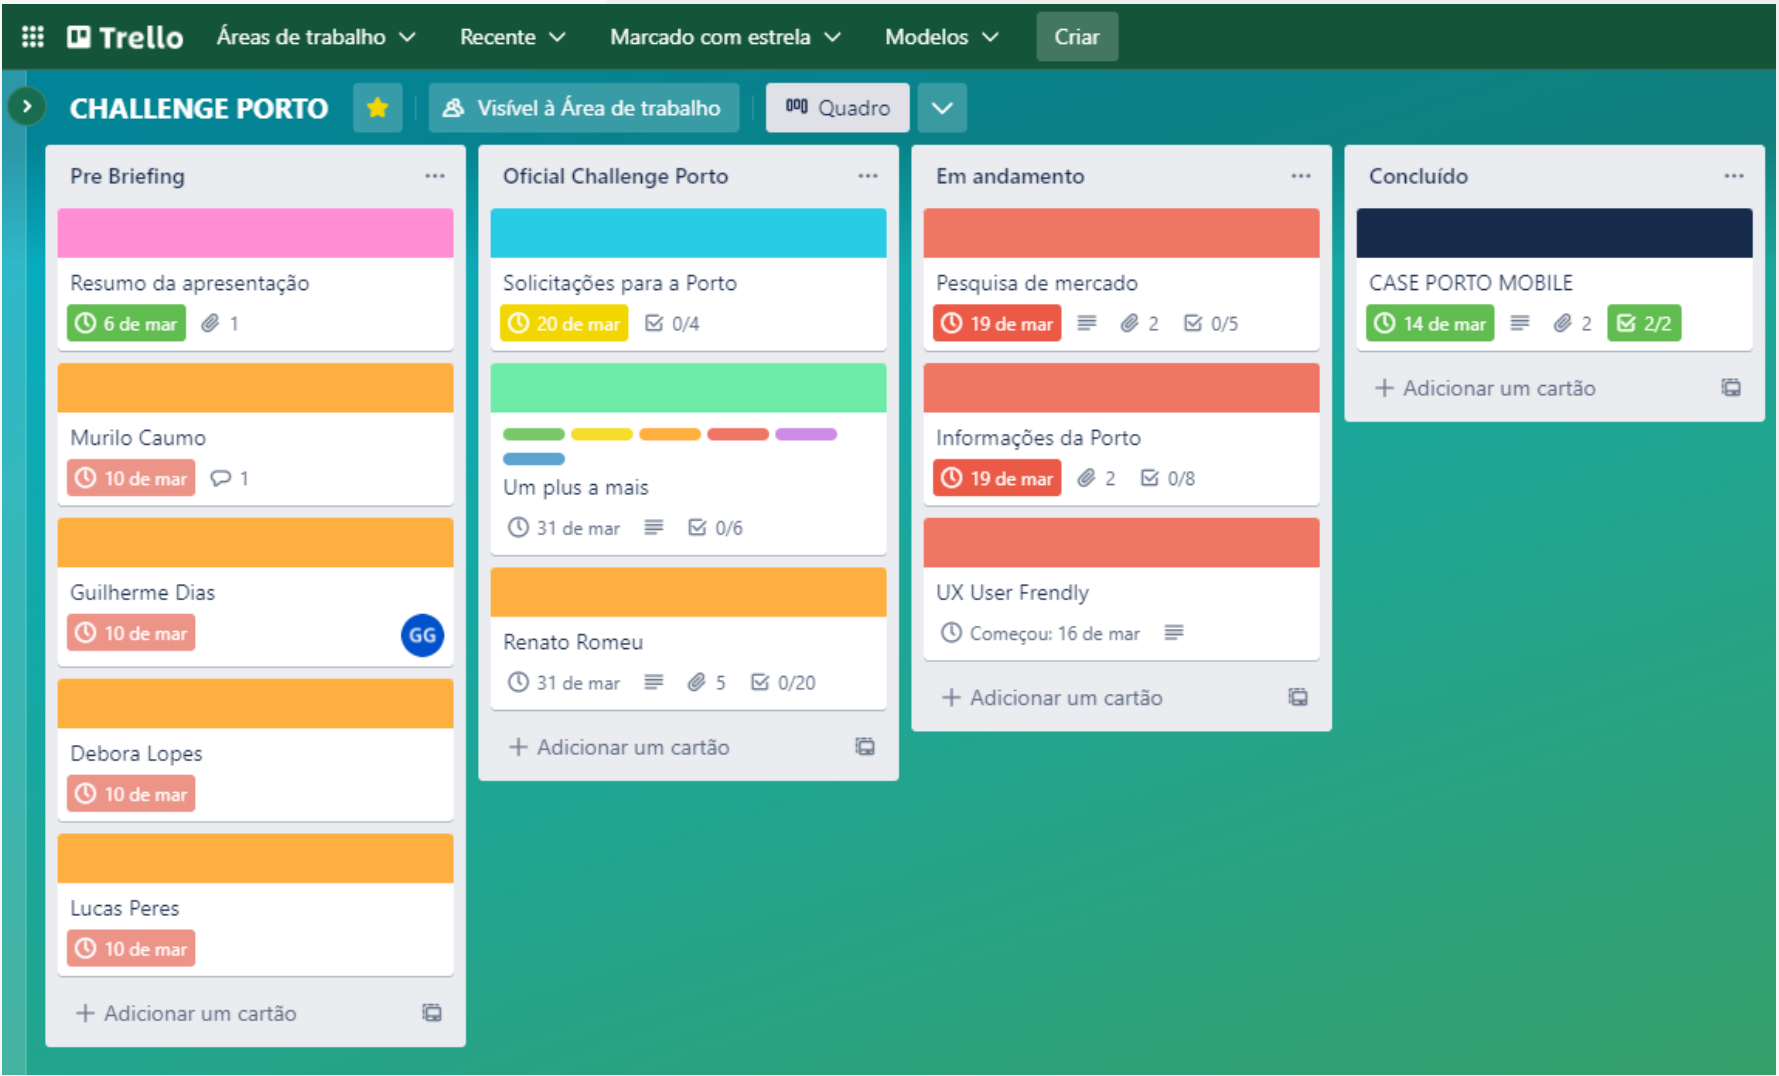 Trello Áreas de trabalho Recente Marcado com estrela Modelos Criar
CHALLENGE PORTO Visível à Área de trabalho Quadro
Pre Briefing
Resumo da apresentação
6 de mar 1
Murilo Caumo
10 de mar 1
Guilherme Dias
10 de mar GG
Debora Lopes
10 de mar
Lucas Peres
10 de mar
Adicionar um cartão
Oficial Challenge Porto
Solicitações para a Porto
20 de mar 0/4
Um plus a mais
31 de mar 0/6
Renato Romeu
31 de mar 5 0/20
Adicionar um cartão
Em andamento
Pesquisa de mercado
19 de mar 2 0/5
Informações da Porto
19 de mar 2 0/8
UX User Frendly
Começou: 16 de mar
Adicionar um cartão
Concluído
CASE PORTO MOBILE
14 de mar 2 2/2
Adicionar um cartão